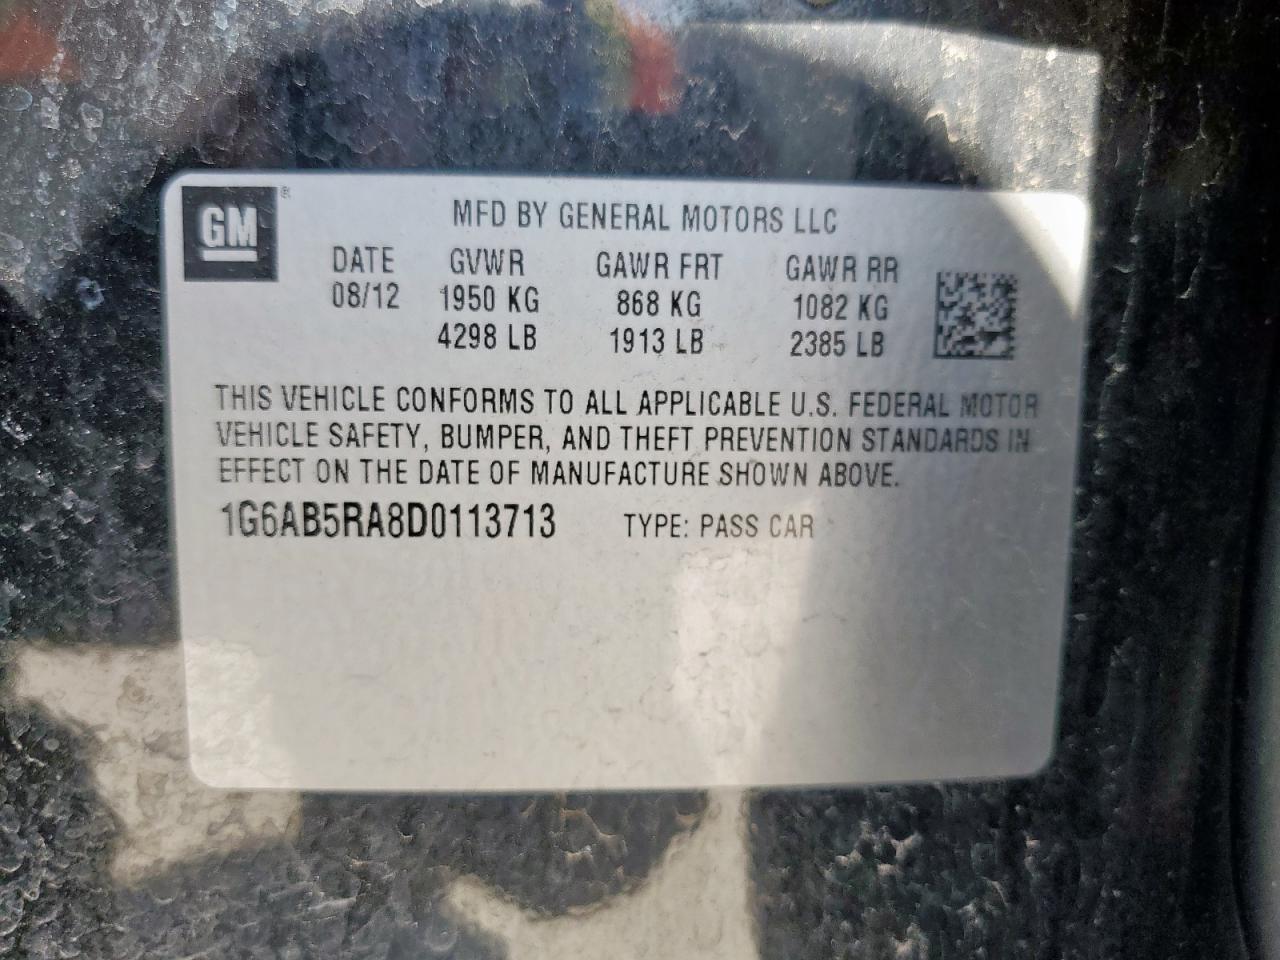 GM ®
MFD BY GENERAL MOTORS LLC
DATE GVWR GAWR FRT GAWR RR
08/12 1950 KG 868 KG 1082 KG
4298 LB 1913 LB 2385 LB
THIS VEHICLE CONFORMS TO ALL APPLICABLE U.S. FEDERAL MOTOR
VEHICLE SAFETY, BUMPER, AND THEFT PREVENTION STANDARDS IN
EFFECT ON THE DATE OF MANUFACTURE SHOWN ABOVE.
1G6AB5RA8D0113713 TYPE: PASS CAR